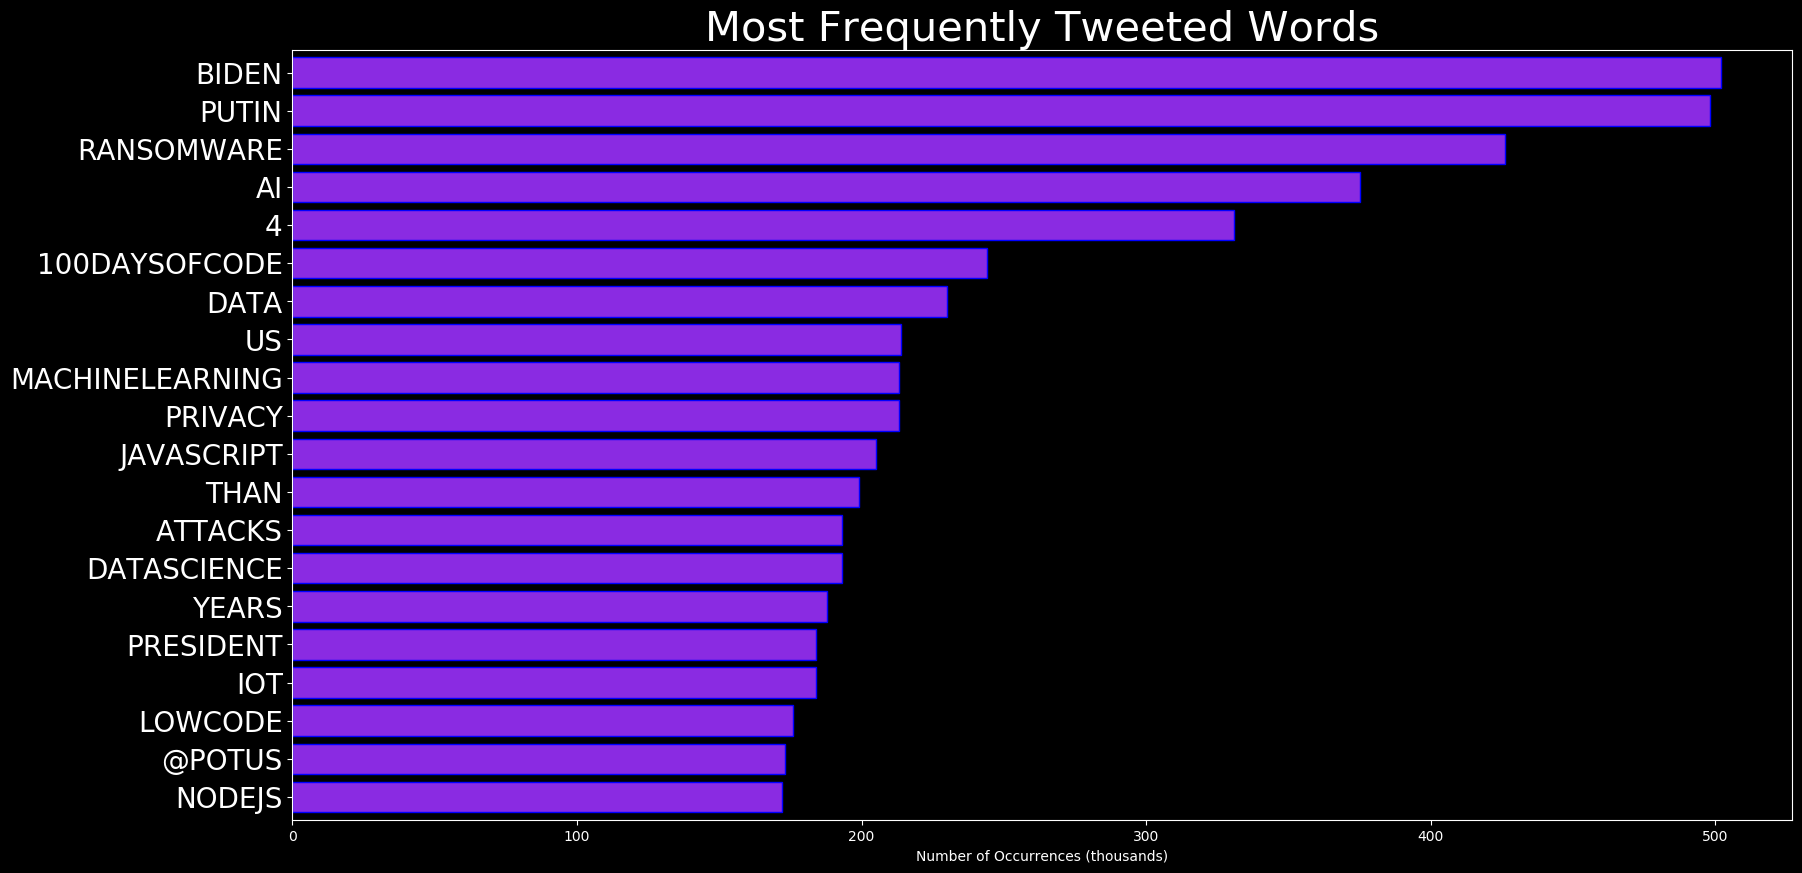 Most Frequently Tweeted Words
BIDEN
PUTIN
RANSOMWARE
AI
4
100DAYSOFCODE
DATA
US
MACHINELEARNING
PRIVACY
JAVASCRIPT
THAN
ATTACKS
DATASCIENCE
YEARS
PRESIDENT
IOT
LOWCODE
@POTUS
NODEJS
0 100 200 300 400 500
Number of Occurrences (thousands)